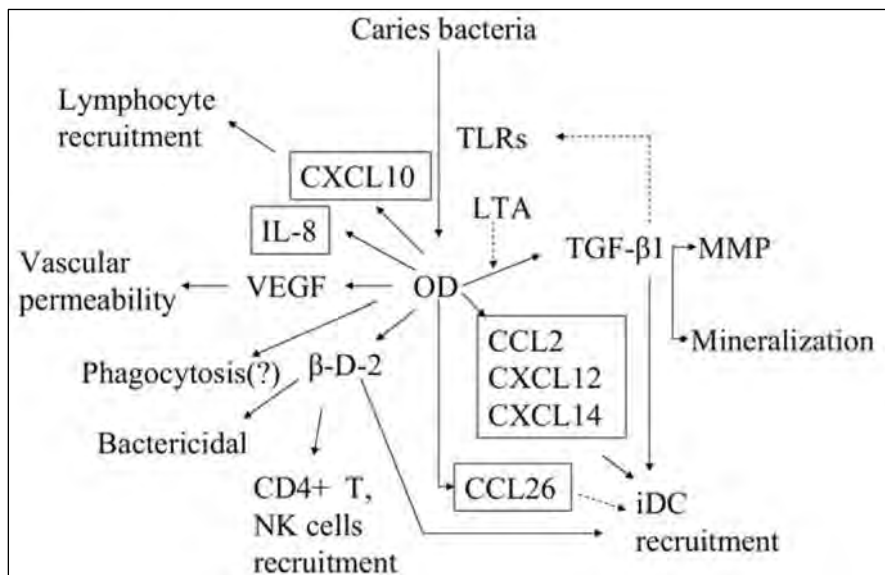 Caries bacteria
Lymphocyte
recruitment
TLRs
CXCL10
LTA
IL-8
TGF-β1
MMP
Vascular
permeability
VEGF
OD
CCL2
CXCL12
CXCL14
Mineralization
Phagocytosis(?)
β-D-2
Bactericidal
CD4+ T,
NK cells
recruitment
CCL26
iDC
recruitment